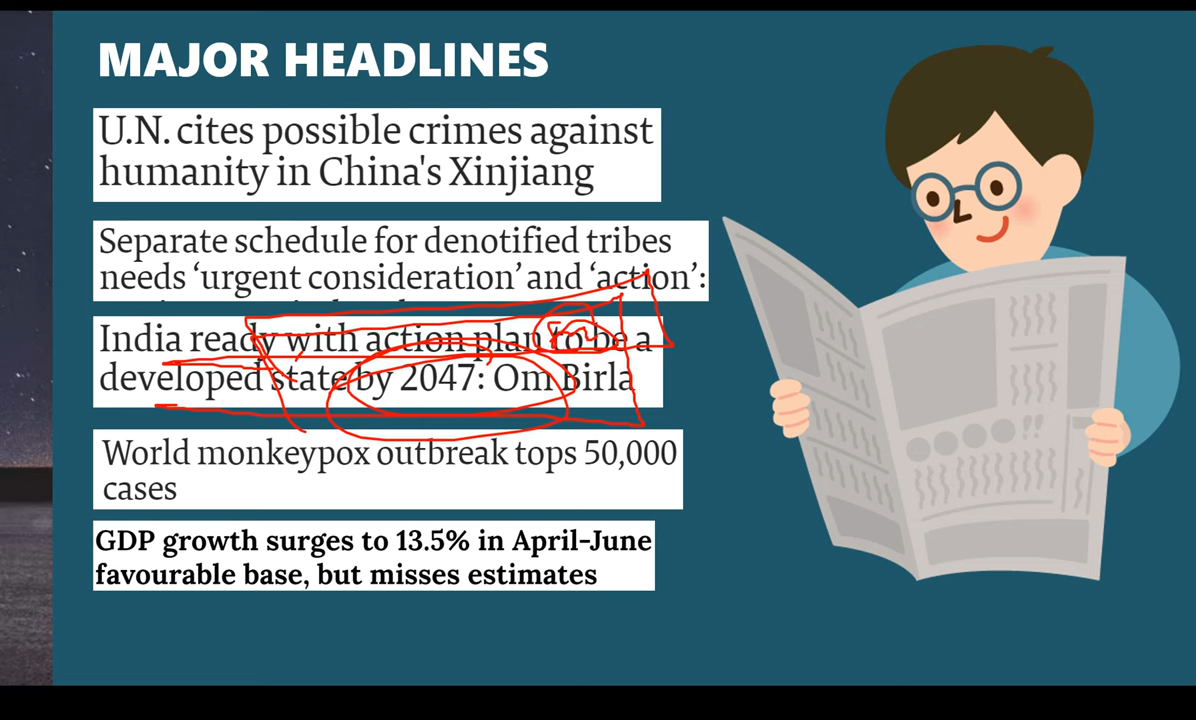 MAJOR HEADLINES
U.N. cites possible crimes against
humanity in China's Xinjiang
Separate schedule for denotified tribes
needs ‘urgent consideration’ and ‘action’:
India ready with action plan to be a
developed state by 2047: Om Birla
World monkeypox outbreak tops 50,000
cases
GDP growth surges to 13.5% in April-June
favourable base, but misses estimates